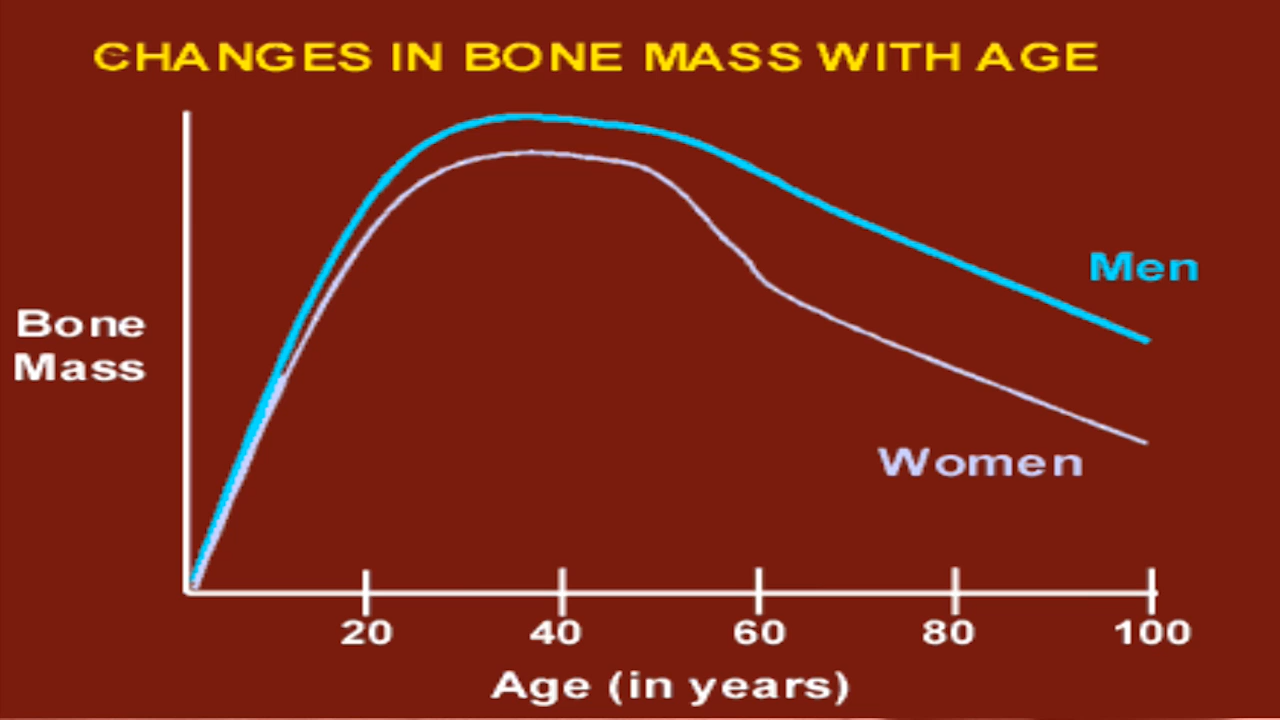 CHANGES IN BONE MASS WITH AGE
Men
Bone
Mass
Women
20 40 60 80 100
Age (in years)